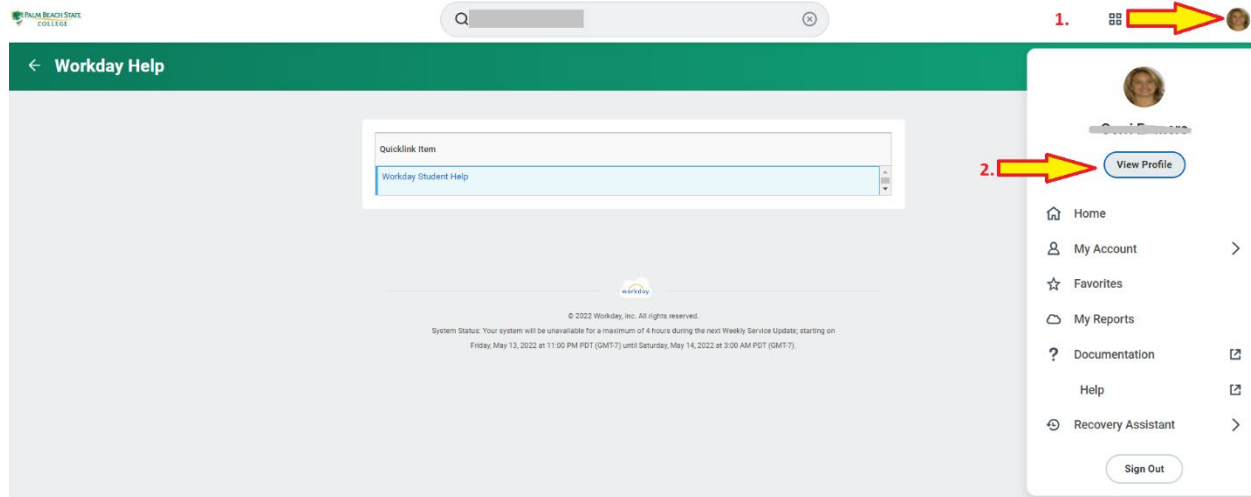 PALM BEACH STATE
COLLEGE
1.
Workday Help
Quicklink Item
Workday Student Help
2.
View Profile
Home
My Account
Favorites
My Reports
? Documentation
Help
Recovery Assistant
Sign Out
workday
© 2022 Workday, Inc. All rights reserved.
System Status: Your system will be unavailable for a maximum of 4 hours during the next Weekly Service Update; starting on
Friday, May 13, 2022 at 11:00 PM PDT (GMT-7) until Saturday, May 14, 2022 at 3:00 AM PDT (GMT-7).